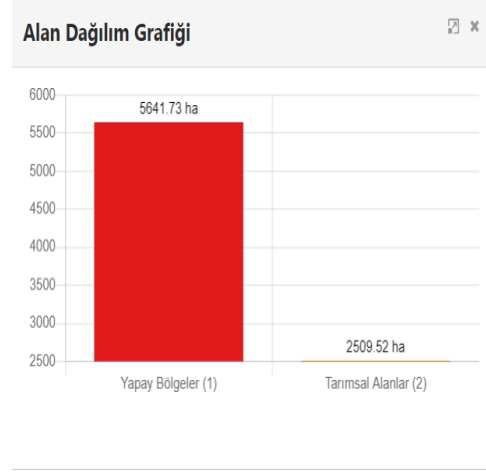 Alan Dağılım Grafiği
6000
5641.73 ha
5500
5000
4500
4000
3500
3000
2509.52 ha
2500
Yapay Bölgeler (1) Tarımsal Alanlar (2)